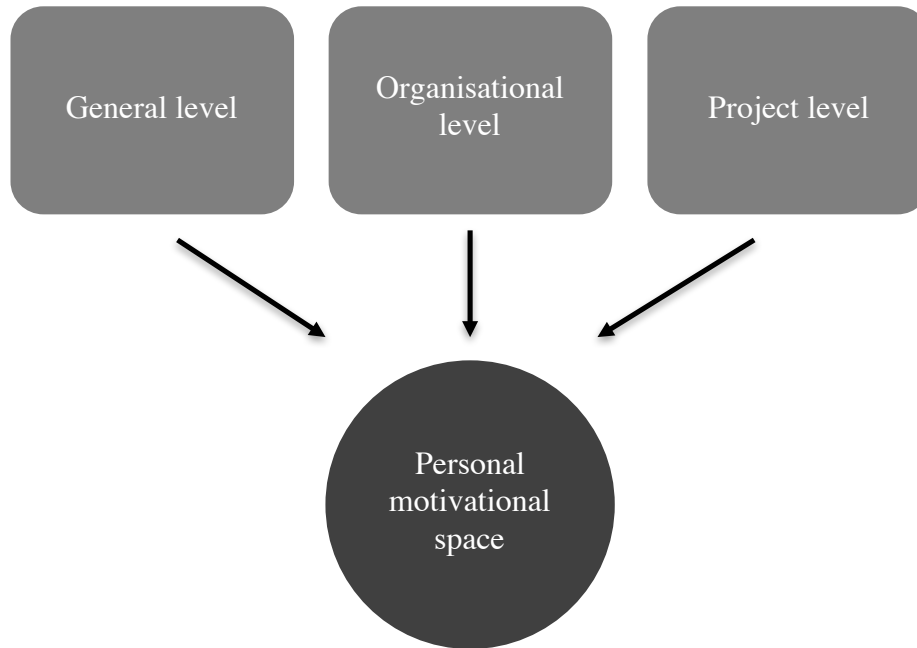 General level
Organisational
level
Project level
Personal
motivational
space